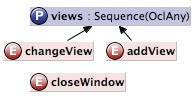 P views : Sequence(OclAny)
E changeView
E addView
E closeWindow